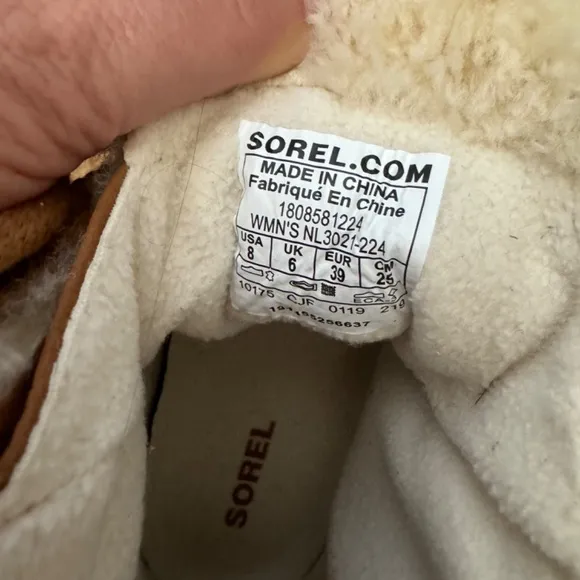 SOREL.COM
MADE IN CHINA
Fabriqué En Chine
1808581224
WMN'S NL3021-224
USA UK EUR CM
8 6 39 25
10175 CJF 0119
SOREL